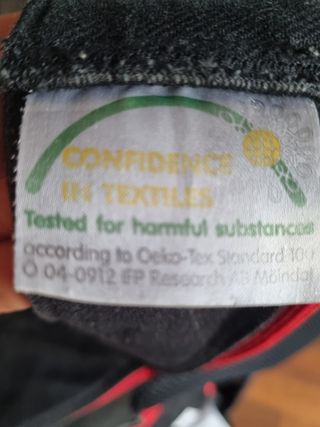 CONFIDENCE
IN TEXTILES
Tested for harmful substances
according to Oeko-Tex Standard 100
Ö 04-0912 IFP Research AB Mölndal